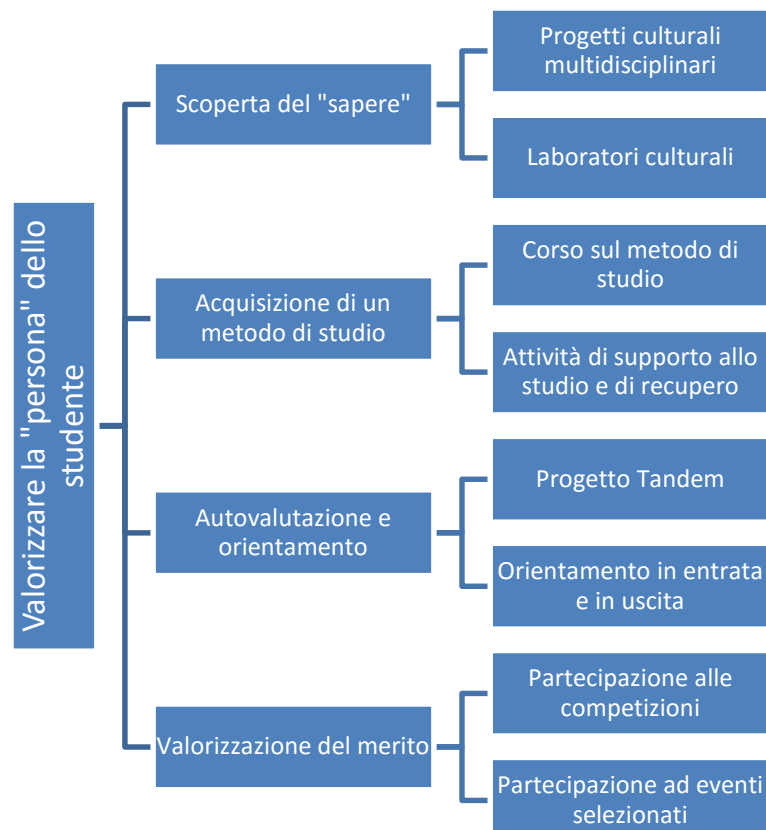 Valorizzare la "persona" dello
studente
Scoperta del "sapere"
Progetti culturali
multidisciplinari
Laboratori culturali
Acquisizione di un
metodo di studio
Corso sul metodo di
studio
Attività di supporto allo
studio e di recupero
Autovalutazione e
orientamento
Progetto Tandem
Orientamento in entrata
e in uscita
Valorizzazione del merito
Partecipazione alle
competizioni
Partecipazione ad eventi
selezionati